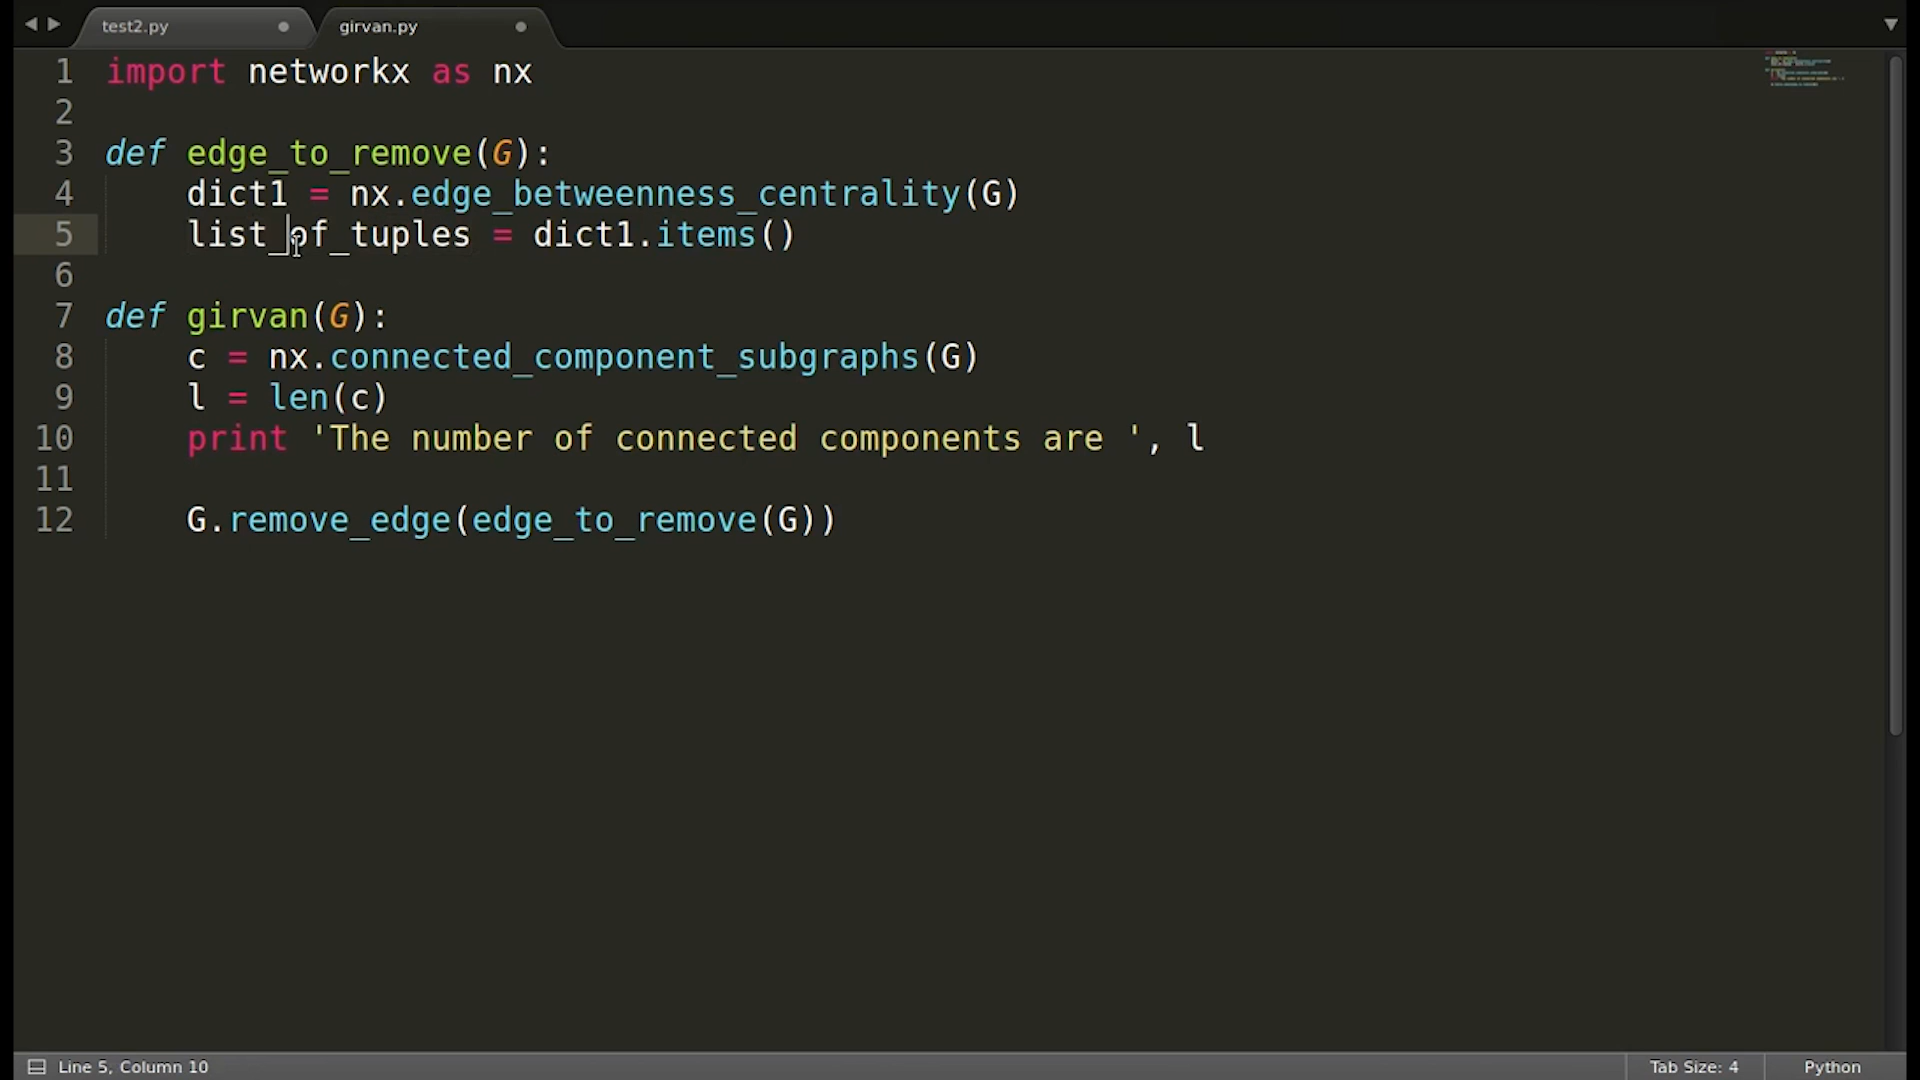 test2.py
girvan.py
1 import networkx as nx
2
3 def edge_to_remove(G):
4     dict1 = nx.edge_betweenness_centrality(G)
5     list_of_tuples = dict1.items()
6
7 def girvan(G):
8     c = nx.connected_component_subgraphs(G)
9     l = len(c)
10     print 'The number of connected components are ', l
11
12     G.remove_edge(edge_to_remove(G))
Line 5, Column 10
Tab Size: 4
Python